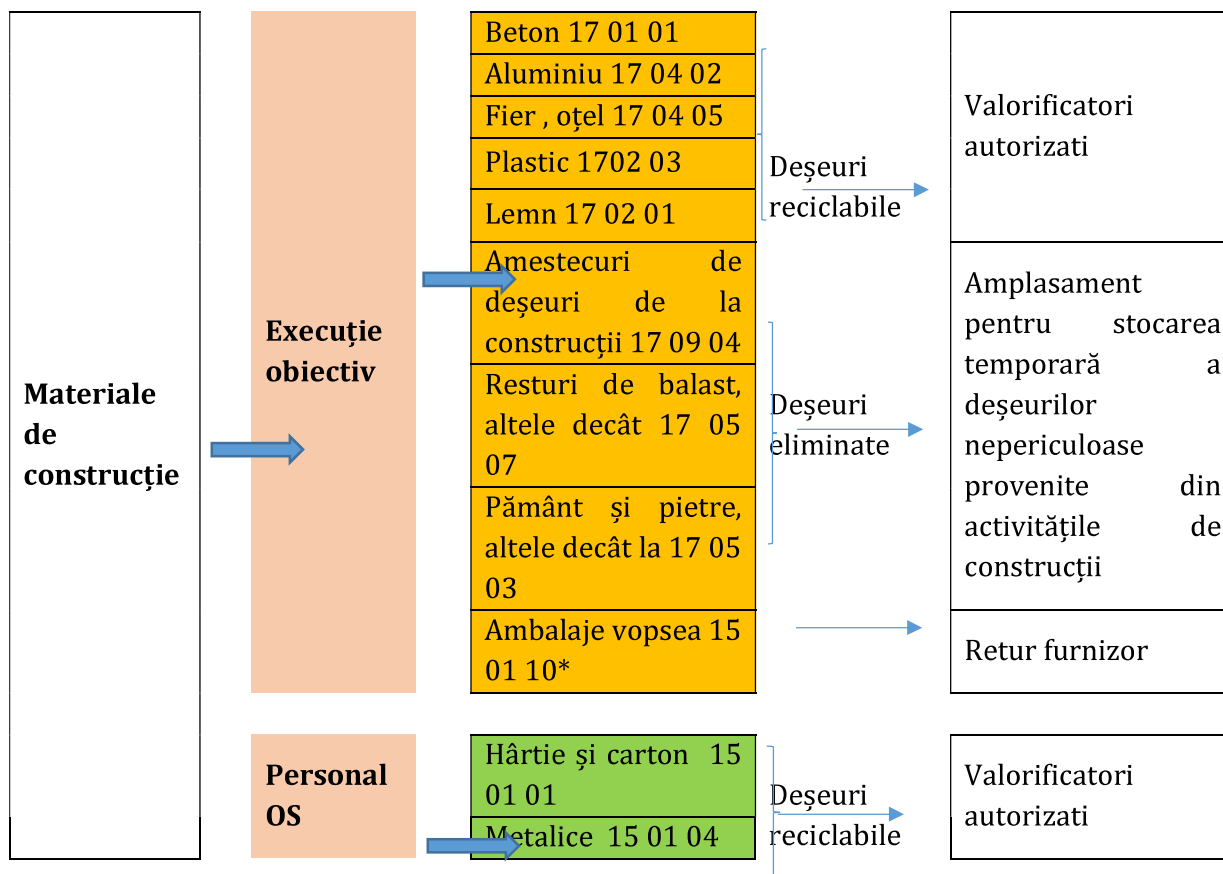 Materiale
de
construcție
Execuție
obiectiv
Beton 17 01 01
Aluminiu 17 04 02
Fier , oțel 17 04 05
Plastic 1702 03
Lemn 17 02 01
Amestecuri de
deșeuri de la
construcții 17 09 04
Resturi de balast,
altele decât 17 05
07
Pământ și pietre,
altele decât la 17 05
03
Ambalaje vopsea 15
01 10*
Deșeuri
reciclabile
Deșeuri
eliminate
Valorificatori
autorizati
Amplasament
pentru stocarea
temporară a
deșeurilor
nepericuloase
provenite din
activitățile de
construcții
Retur furnizor
Personal
OS
Hârtie și carton 15
01 01
Metalice 15 01 04
Deșeuri
reciclabile
Valorificatori
autorizati